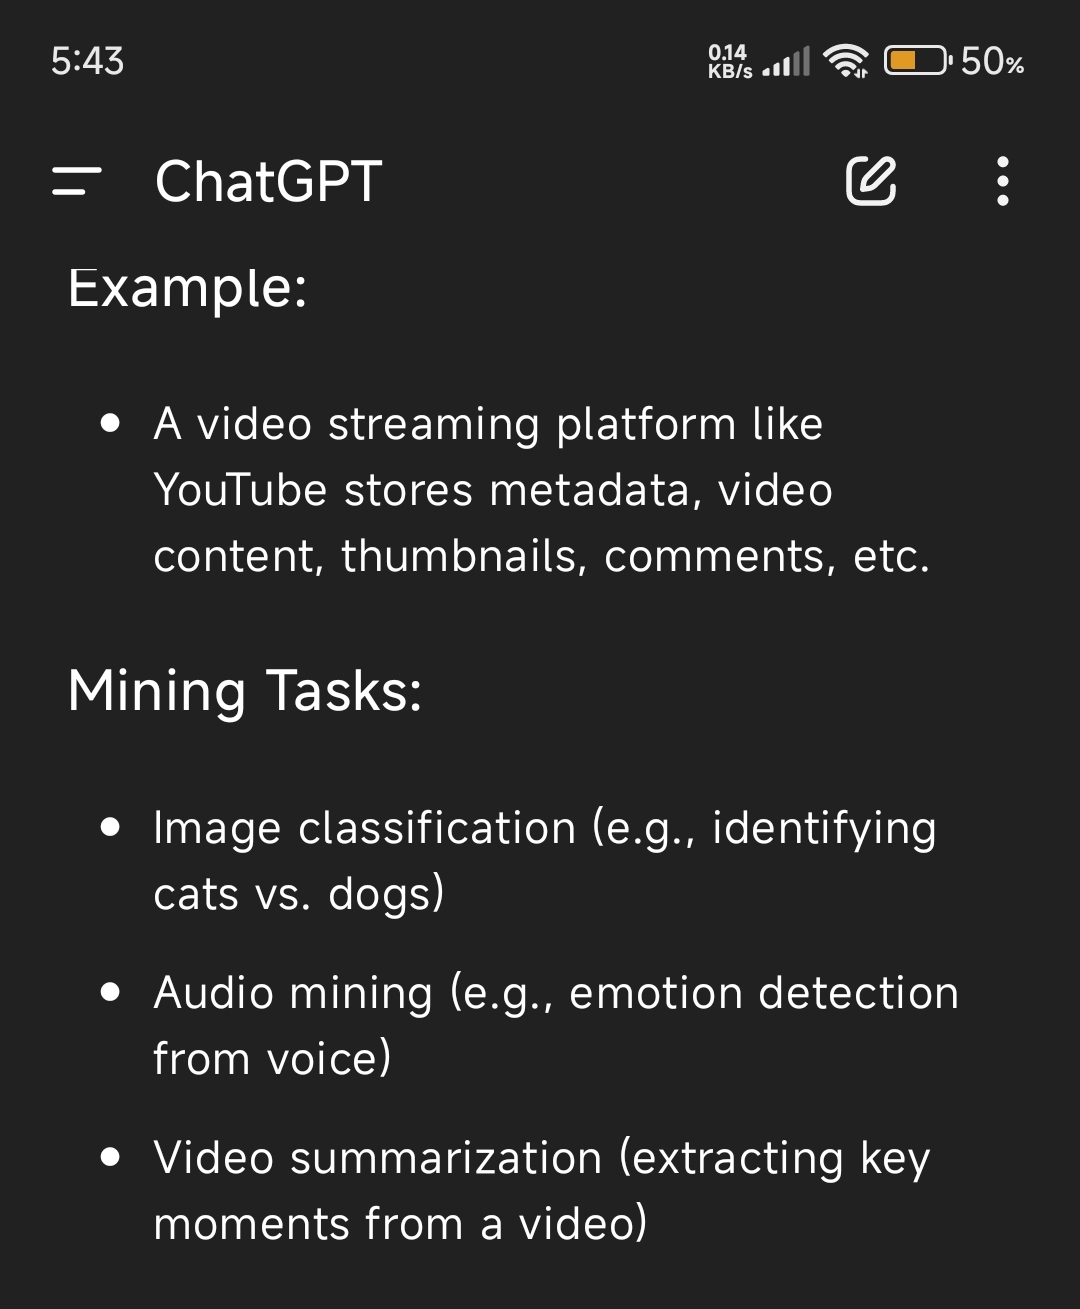 5:43 0.14 KB/s 50%
ChatGPT
Example:
• A video streaming platform like
YouTube stores metadata, video
content, thumbnails, comments, etc.
Mining Tasks:
• Image classification (e.g., identifying
cats vs. dogs)
• Audio mining (e.g., emotion detection
from voice)
• Video summarization (extracting key
moments from a video)